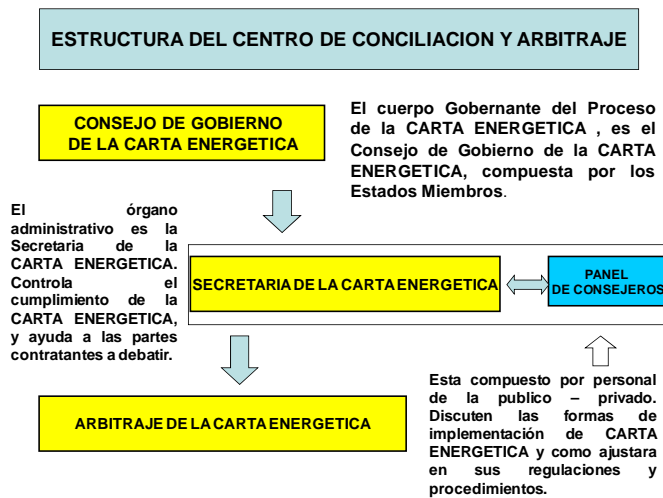 ESTRUCTURA DEL CENTRO DE CONCILIACION Y ARBITRAJE
CONSEJO DE GOBIERNO
DE LA CARTA ENERGETICA
El cuerpo Gobernante del Proceso
de la CARTA ENERGETICA , es el
Consejo de Gobierno de la CARTA
ENERGETICA, compuesta por los
Estados Miembros.
El órgano
administrativo es la
Secretaria de la
CARTA ENERGETICA.
Controla el
cumplimiento de la
CARTA ENERGETICA,
y ayuda a las partes
contratantes a debatir.
SECRETARIA DE LA CARTA ENERGETICA
PANEL
DE CONSEJEROS
ARBITRAJE DE LA CARTA ENERGETICA
Esta compuesto por personal
de la publico – privado.
Discuten las formas de
implementación de CARTA
ENERGETICA y como ajustara
en sus regulaciones y
procedimientos.